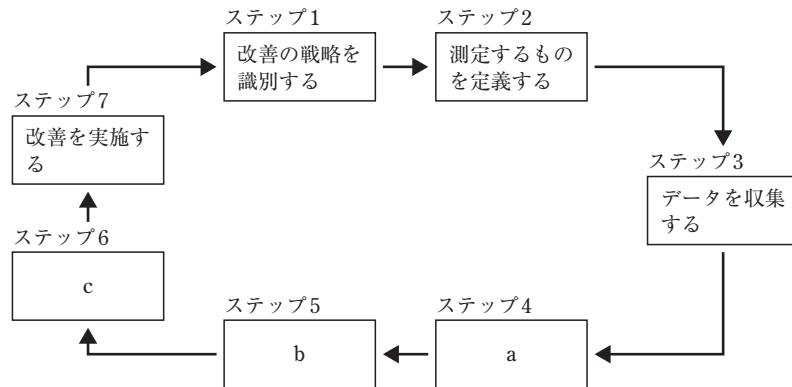 ステップ1
改善の戦略を
識別する
ステップ2
測定するもの
を定義する
ステップ3
データを収集
する
ステップ4
a
ステップ5
b
ステップ6
c
ステップ7
改善を実施す
る